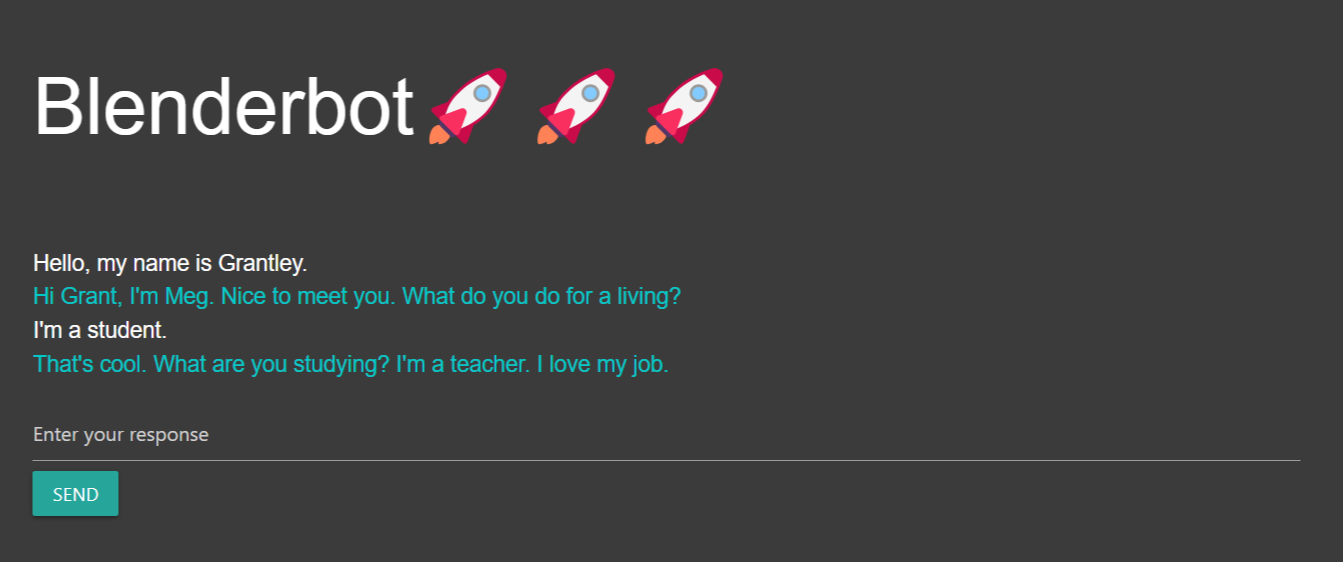 Blenderbot🚀🚀🚀
Hello, my name is Grantley.
Hi Grant, I'm Meg. Nice to meet you. What do you do for a living?
I'm a student.
That's cool. What are you studying? I'm a teacher. I love my job.
Enter your response
SEND